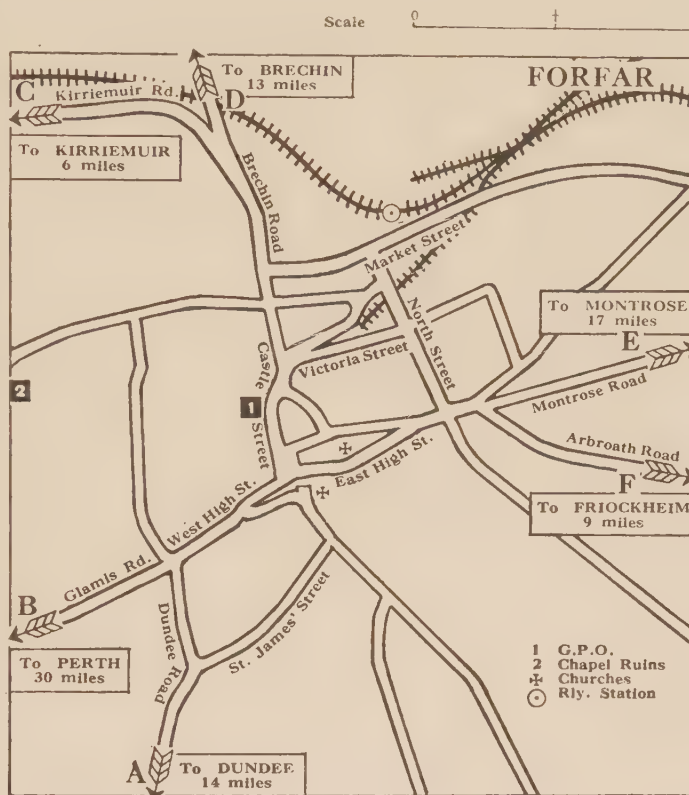 Scale 0 ¼
To BRECHIN
13 miles
FORFAR
C
Kirriemuir Rd.
D
To KIRRIEMUIR
6 miles
Brechin Road
Market Street
North Street
To MONTROSE
17 miles
E
Victoria Street
Castle Street
2
1
Montrose Road
Arbroath Road
East High St.
F
West High St.
To FRIOCKHEIM
9 miles
Glamis Rd.
B
Dundee Road
St. James' Street
To PERTH
30 miles
1 G.P.O.
2 Chapel Ruins
Churches
Rly. Station
A
To DUNDEE
14 miles